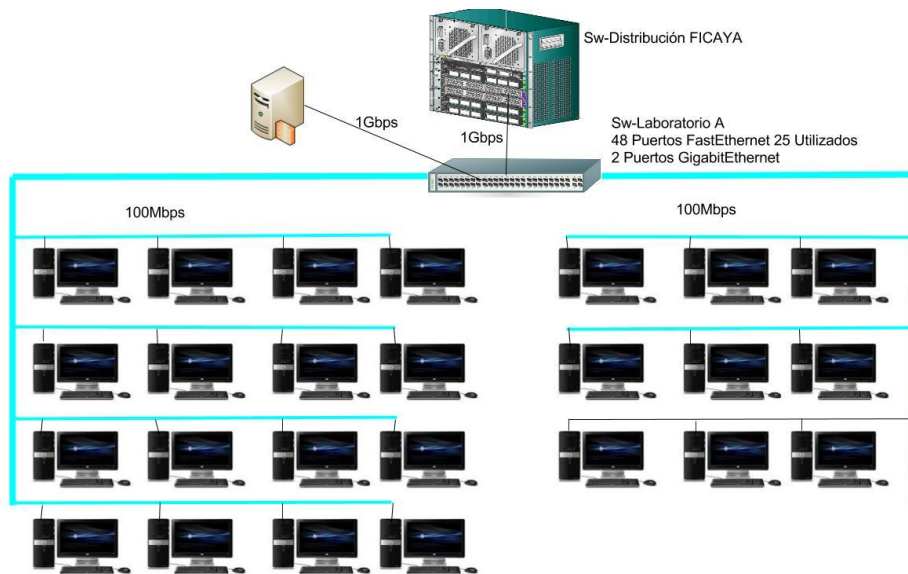 Sw-Distribución FICAYA
1Gbps
1Gbps
Sw-Laboratorio A
48 Puertos FastEthernet 25 Utilizados
2 Puertos GigabitEthernet
100Mbps
100Mbps